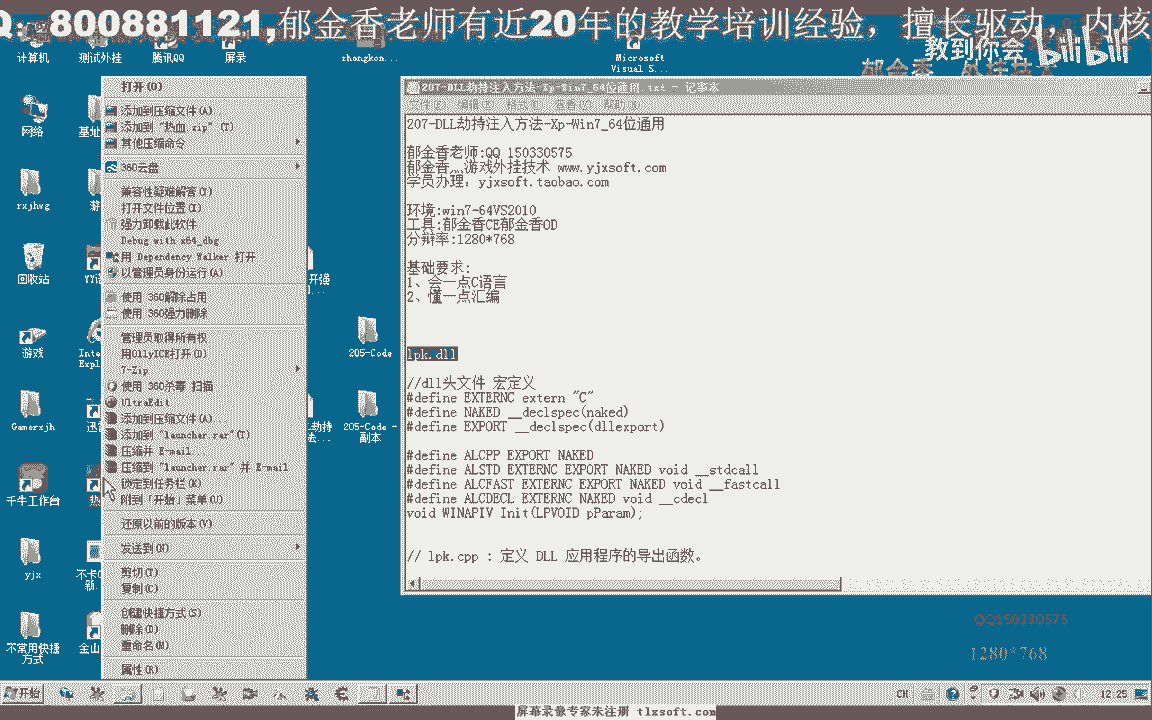 Q：800881121,郁金香老师有近20年的教学培训经验，擅长驱动，内核
教到你会 bilibili
计算机
测试外挂
腾讯QQ
屏录
zhongkon...
Microsoft
Visual S...
网络
rxjhwg
回收站
游戏
Gamerxjh
千牛工作台
yjx
不常用快捷
方式
打开(O)
添加到压缩文件(A)
添加到 "热血.zip" (T)
其他压缩命令
360云盘
兼容性疑难解答(Y)
打开文件位置(I)
强力卸载此软件
Debug with x64_dbg
用 Dependency Walker 打开
以管理员身份运行(A)
使用 360解除占用
使用 360强力删除
管理员取得所有权
用OllyICE打开(O)
7-Zip
使用 360杀毒 扫描
UltraEdit
添加到压缩文件(A)...
添加到 "launcher.rar"(T)
压缩并 E-mail...
压缩到 "launcher.rar" 并 E-mail
锁定到任务栏(K)
附到「开始」菜单(U)
还原以前的版本(V)
发送到(N)
剪切(T)
复制(C)
创建快捷方式(S)
删除(D)
重命名(M)
属性(R)
205-Code
205-Code -
副本
207-DLL劫持注入方法-Xp-Win7_64位通用.txt - 记事本
文件(F) 编辑(E) 格式(O) 查看(V) 帮助(H)
207-DLL劫持注入方法-Xp-Win7_64位通用
郁金香老师:QQ 150330575
郁金香灬游戏外挂技术 www.yjxsoft.com
学员办理：yjxsoft.taobao.com
环境:win7-64VS2010
工具:郁金香CE郁金香OD
分辩率:1280*768
基础要求:
1、会一点C语言
2、懂一点汇编
lpk.dll
//dll头文件 宏定义
#define EXTERNC extern "C"
#define NAKED __declspec(naked)
#define EXPORT __declspec(dllexport)
#define ALCPP EXPORT NAKED
#define ALSTD EXTERNC EXPORT NAKED void __stdcall
#define ALCFAST EXTERNC EXPORT NAKED void __fastcall
#define ALCDECL EXTERNC NAKED void __cdecl
void WINAPIV Init(LPVOID pParam);
// lpk.cpp : 定义 DLL 应用程序的导出函数。
QQ150330575
1280*768
开始
CH
12:25
屏幕录像专家未注册 tlxsoft.com